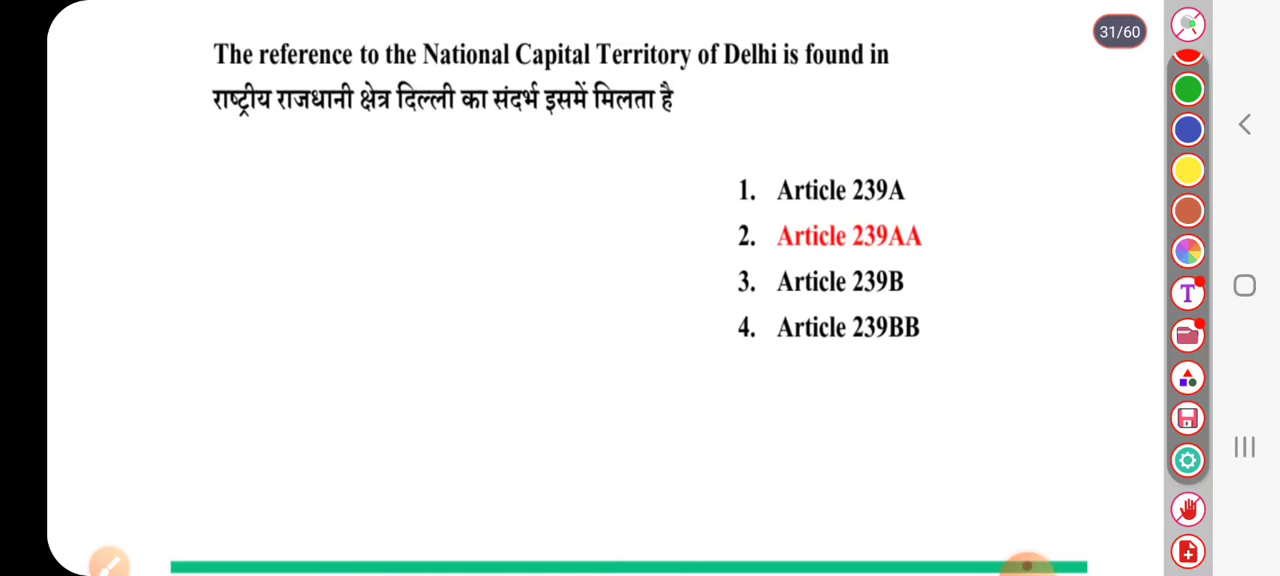 31/60
The reference to the National Capital Territory of Delhi is found in
राष्ट्रीय राजधानी क्षेत्र दिल्ली का संदर्भ इसमें मिलता है
1. Article 239A
2. Article 239AA
3. Article 239B
4. Article 239BB
T